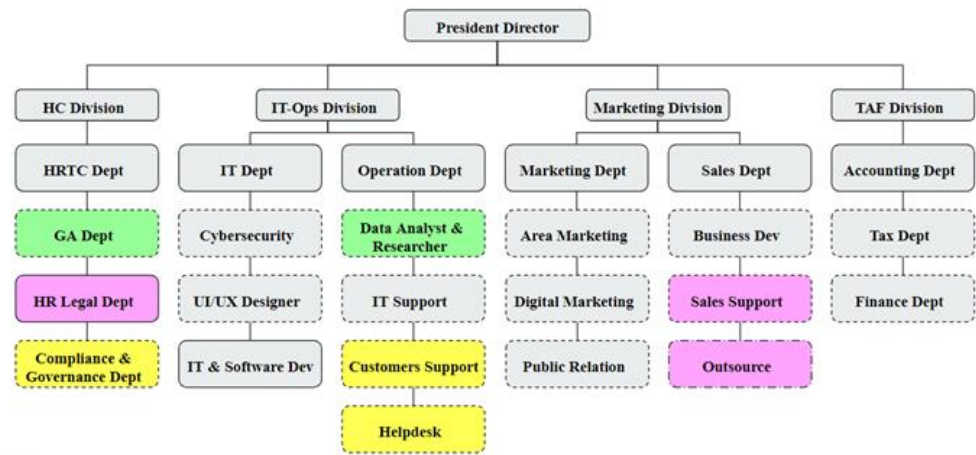 President Director
HC Division
IT-Ops Division
Marketing Division
TAF Division
HRTC Dept
IT Dept
Operation Dept
Marketing Dept
Sales Dept
Accounting Dept
GA Dept
Cybersecurity
Data Analyst &
Researcher
Area Marketing
Business Dev
Tax Dept
HR Legal Dept
UI/UX Designer
IT Support
Digital Marketing
Sales Support
Finance Dept
Compliance &
Governance Dept
IT & Software Dev
Customers Support
Public Relation
Outsource
Helpdesk